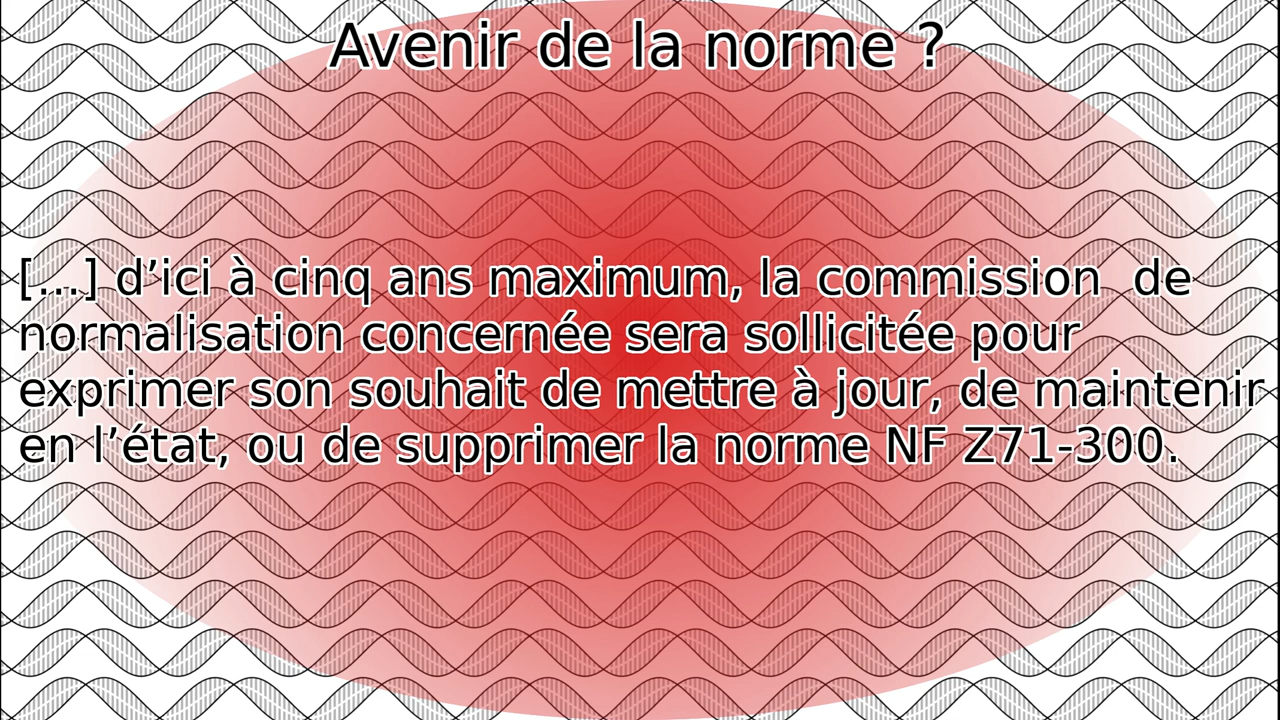 Avenir de la norme ?
[...] d’ici à cinq ans maximum, la commission  de
normalisation concernée sera sollicitée pour
exprimer son souhait de mettre à jour, de maintenir
en l’état, ou de supprimer la norme NF Z71-300.